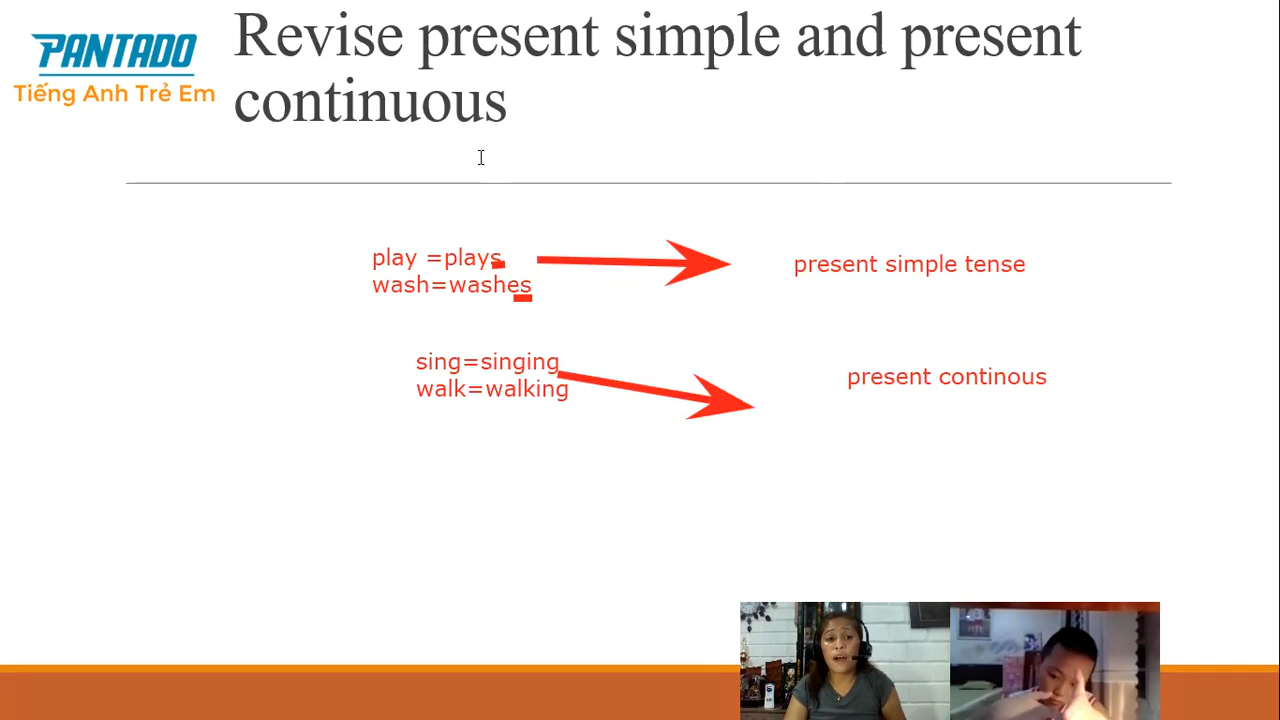 PANTADO
Tiếng Anh Trẻ Em
Revise present simple and present
continuous
play =plays
wash=washes
present simple tense
sing=singing
walk=walking
present continous